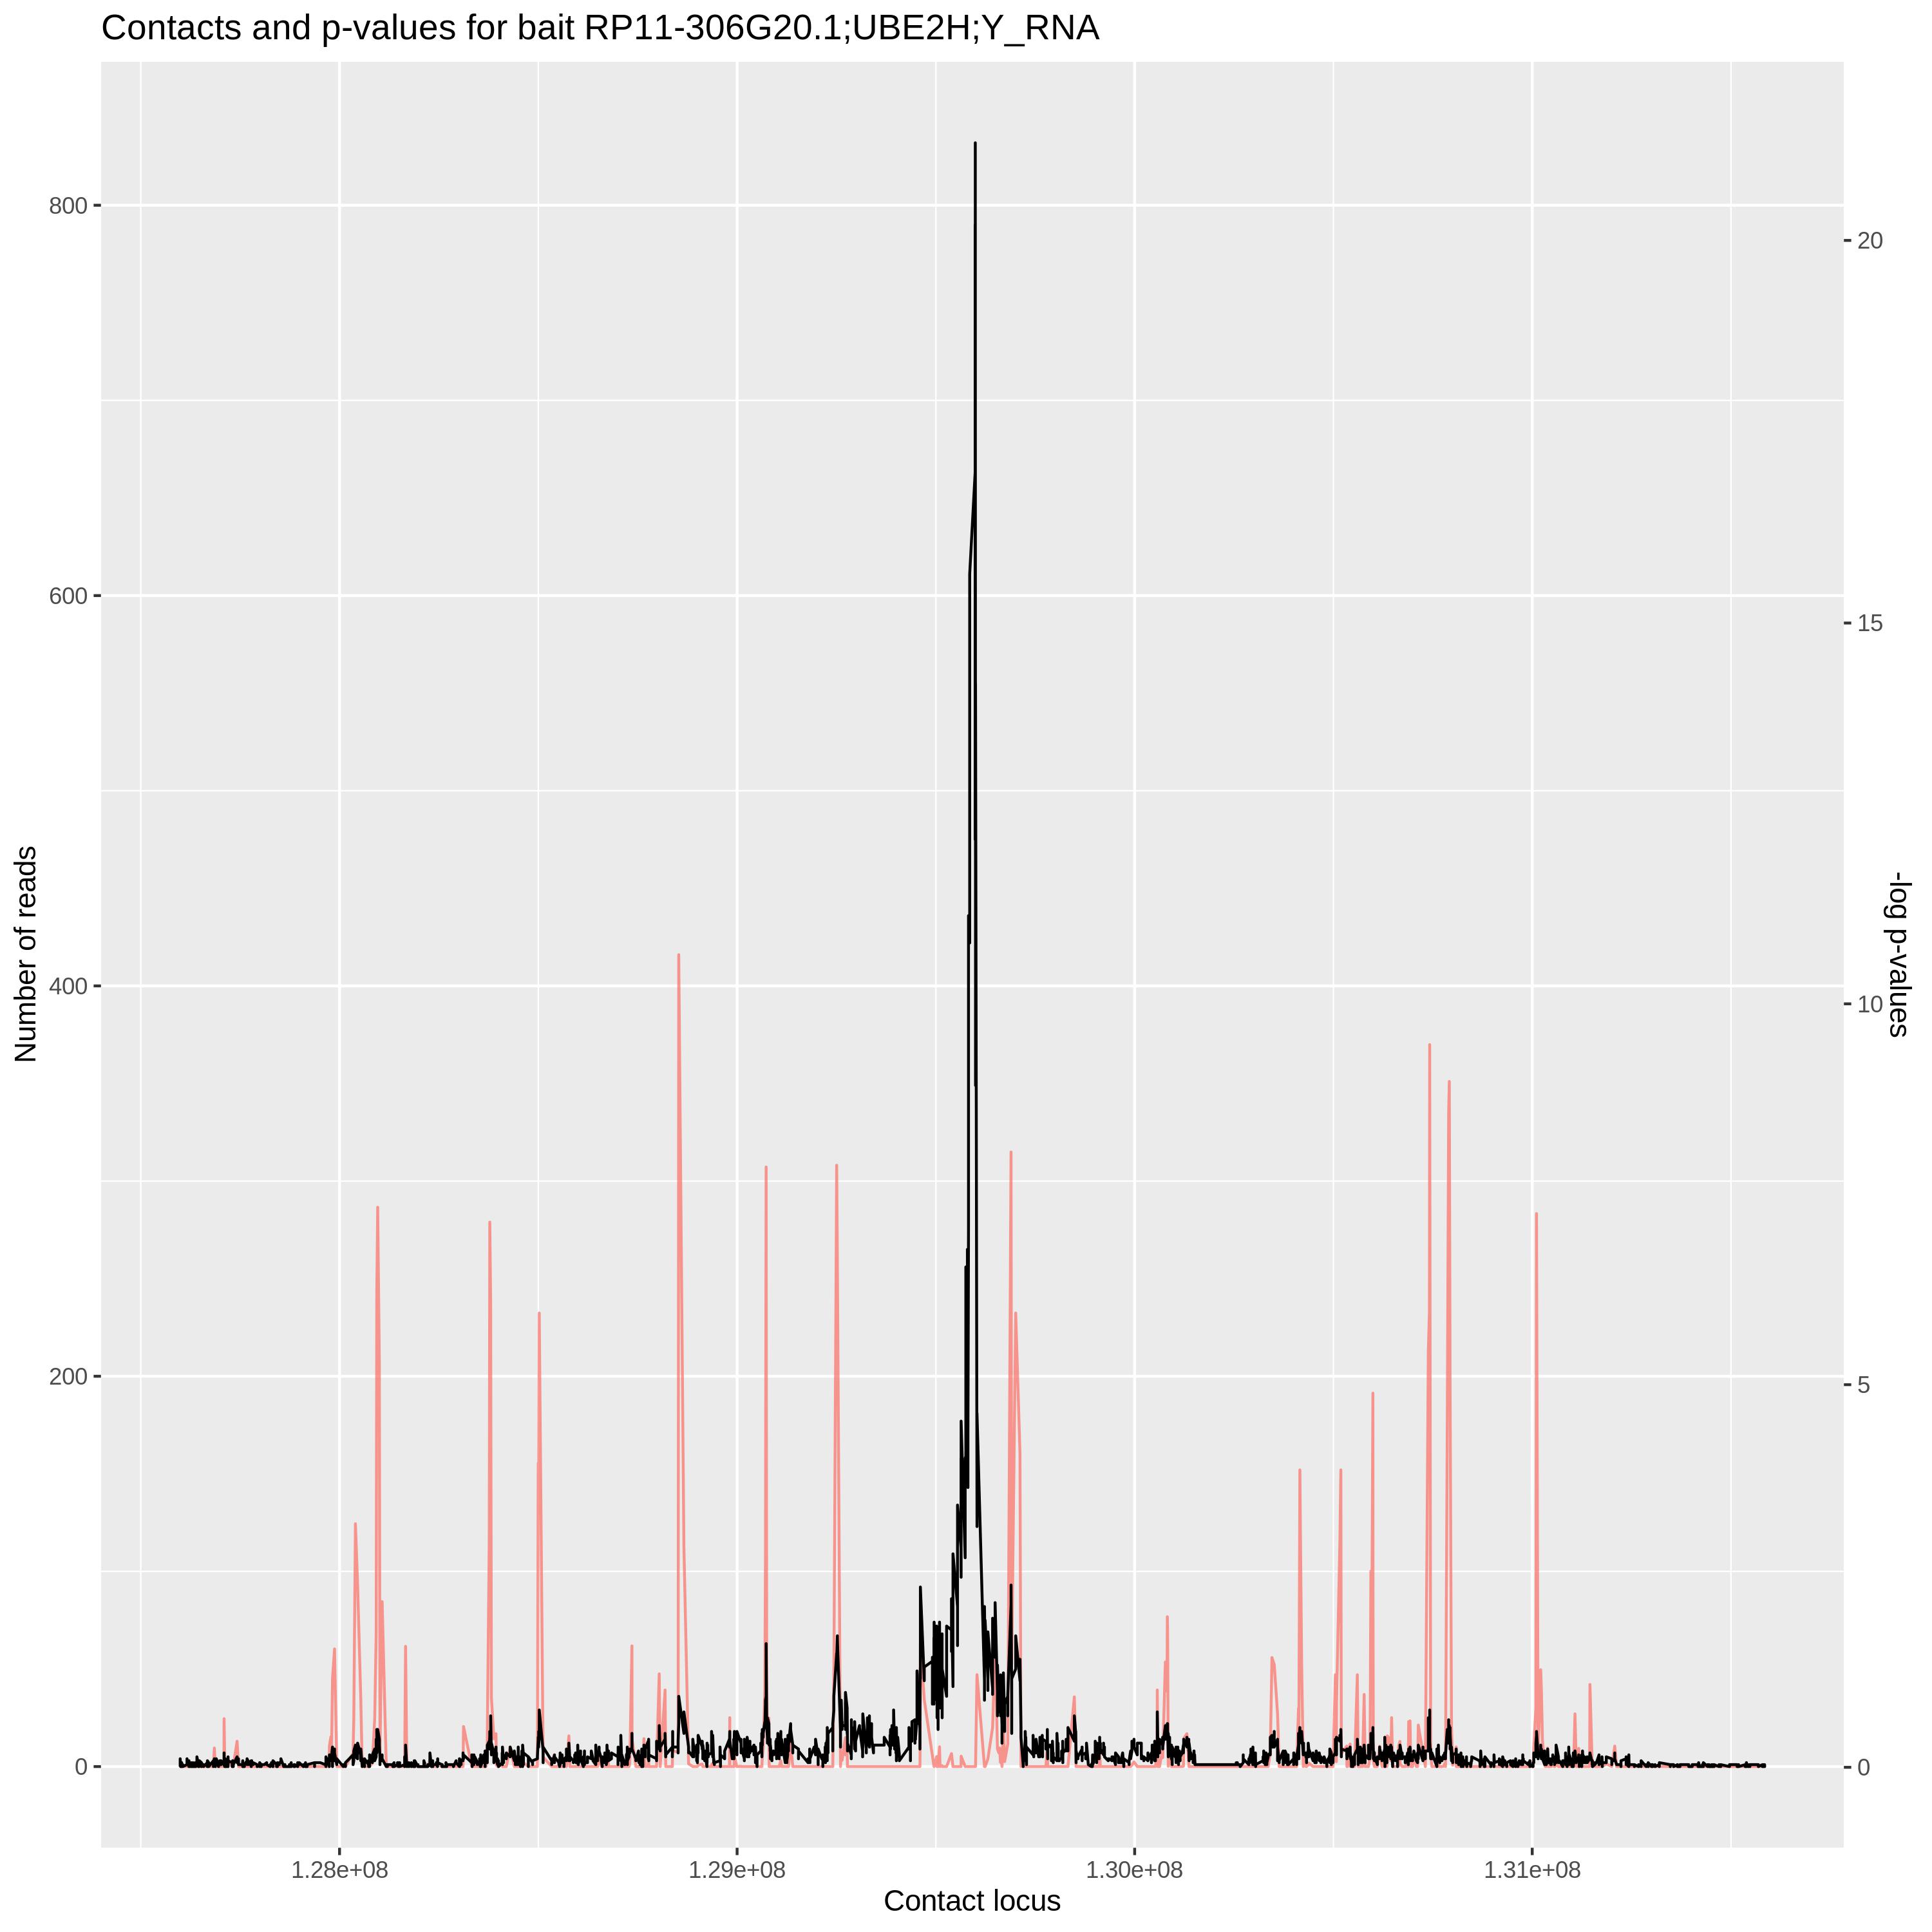 Contacts and p-values for bait RP11-306G20.1;UBE2H;Y_RNA
800
600
400
200
0
Number of reads
20
15
10
5
0
-log p-values
1.28e+08
1.29e+08
1.30e+08
1.31e+08
Contact locus